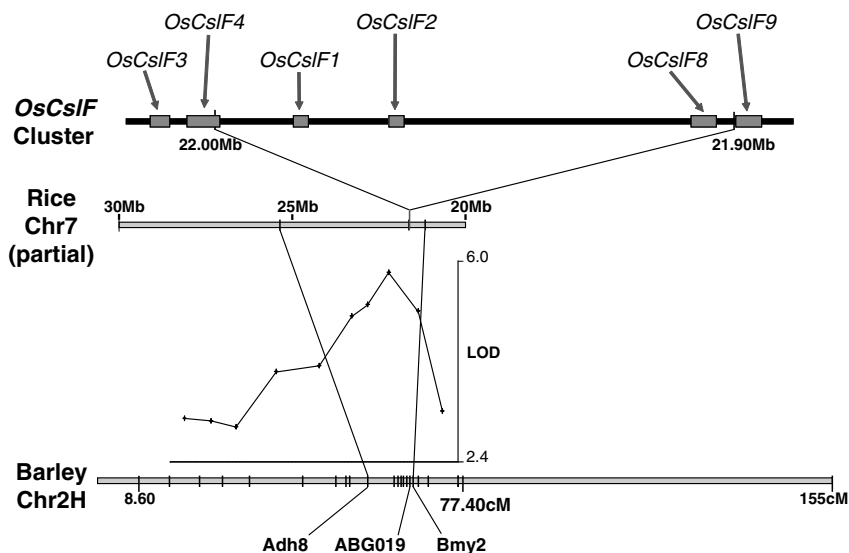 OsCslF4
OsCslF2
OsCslF9
OsCslF3
OsCslF1
OsCslF8
OsCslF
Cluster
22.00Mb
21.90Mb
Rice
Chr7
(partial)
30Mb
25Mb
20Mb
6.0
LOD
2.4
Barley
Chr2H
8.60
77.40cM
155cM
Adh8
ABG019
Bmy2